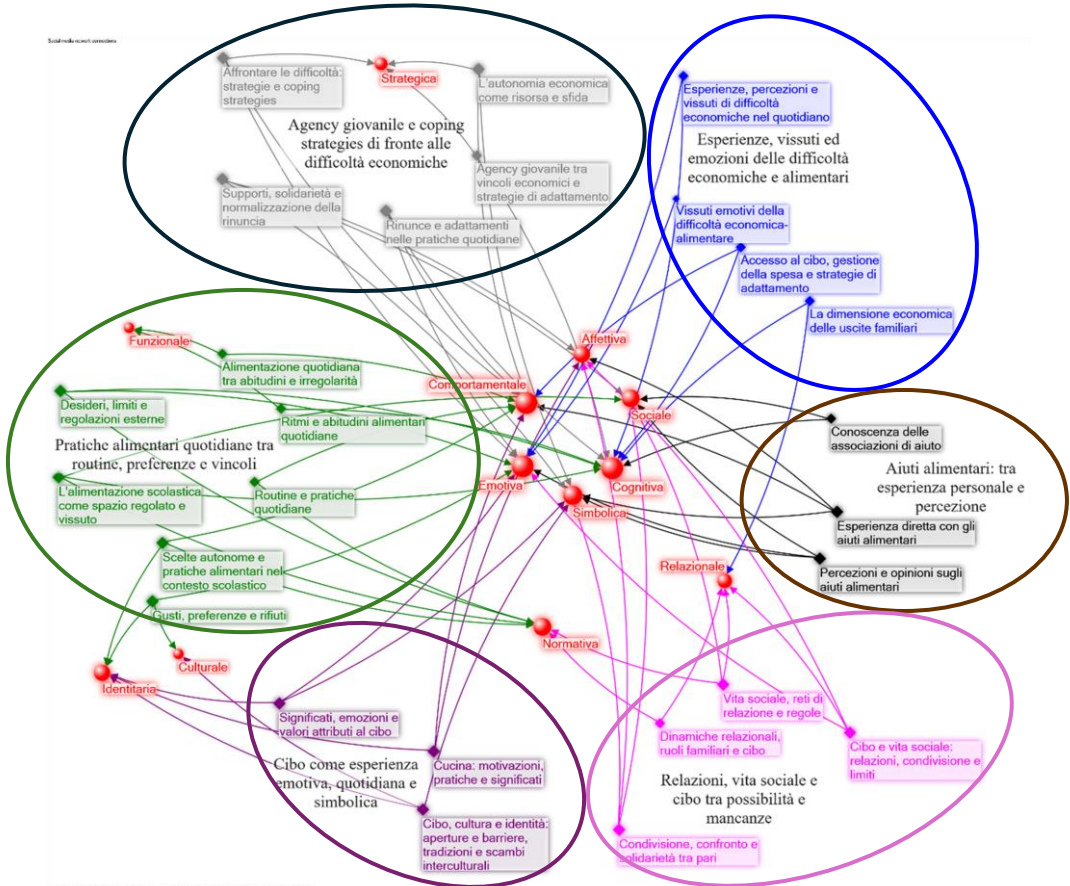 Social media network connections
Affrontare le difficoltà:
strategie e coping
strategies
Strategica
L'autonomia economica
come risorsa e sfida
Agency giovanile e coping
strategies di fronte alle
difficoltà economiche
Agency giovanile tra
vincoli economici e
strategie di adattamento
Supporti, solidarietà e
normalizzazione della
rinuncia
Rinunce e adattamenti
nelle pratiche quotidiane
Esperienze, percezioni e
vissuti di difficoltà
economiche nel quotidiano
Esperienze, vissuti ed
emozioni delle difficoltà
economiche e alimentari
Vissuti emotivi della
difficoltà economica-
alimentare
Accesso al cibo, gestione
della spesa e strategie di
adattamento
La dimensione economica
delle uscite familiari
Funzionale
Alimentazione quotidiana
tra abitudini e irregolarità
Desideri, limiti e
regolazioni esterne
Ritmi e abitudini alimentari
quotidiane
Pratiche alimentari quotidiane tra
routine, preferenze e vincoli
L'alimentazione scolastica
come spazio regolato e
vissuto
Routine e pratiche
quotidiane
Scelte autonome e
pratiche alimentari nel
contesto scolastico
Gusti, preferenze e rifiuti
Affettiva
Comportamentale
Sociale
Emotiva
Cognitiva
Simbolica
Conoscenza delle
associazioni di aiuto
Aiuti alimentari: tra
esperienza personale e
percezione
Esperienza diretta con gli
aiuti alimentari
Percezioni e opinioni sugli
aiuti alimentari
Relazionale
Normativa
Culturale
Identitaria
Significati, emozioni e
valori attribuiti al cibo
Cibo come esperienza
emotiva, quotidiana e
simbolica
Cucina: motivazioni,
pratiche e significati
Cibo, cultura e identità:
aperture e barriere,
tradizioni e scambi
interculturali
Vita sociale, reti di
relazione e regole
Dinamiche relazionali,
ruoli familiari e cibo
Cibo e vita sociale:
relazioni, condivisione e
limiti
Relazioni, vita sociale e
cibo tra possibilità e
mancanze
Condivisione, confronto e
solidarietà tra pari